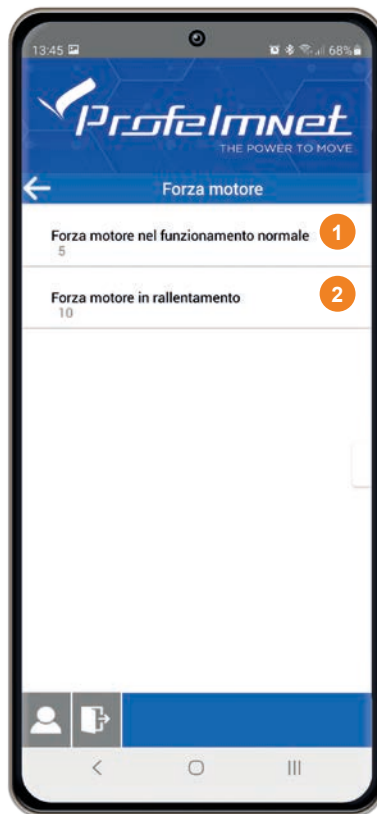 13:45 68%
Profelmnet
THE POWER TO MOVE
Forza motore
Forza motore nel funzionamento normale 1
5
Forza motore in rallentamento 2
10